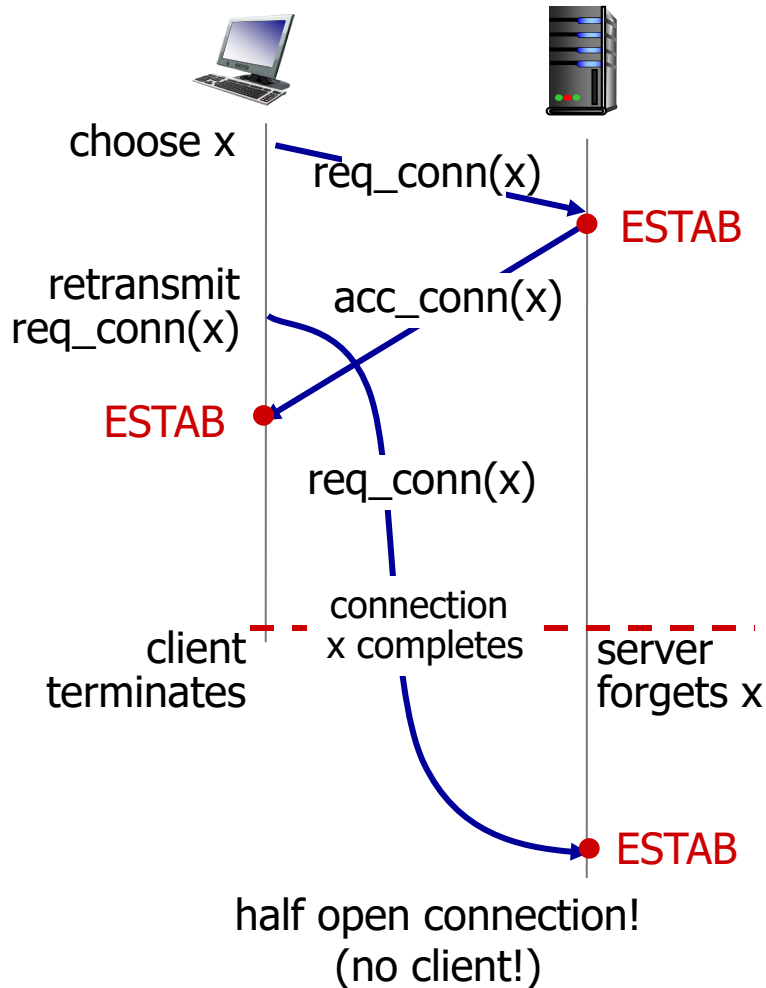 choose x
req_conn(x)
ESTAB
retransmit
req_conn(x)
acc_conn(x)
ESTAB
req_conn(x)
connection
x completes
client
terminates
server
forgets x
ESTAB
half open connection!
(no client!)